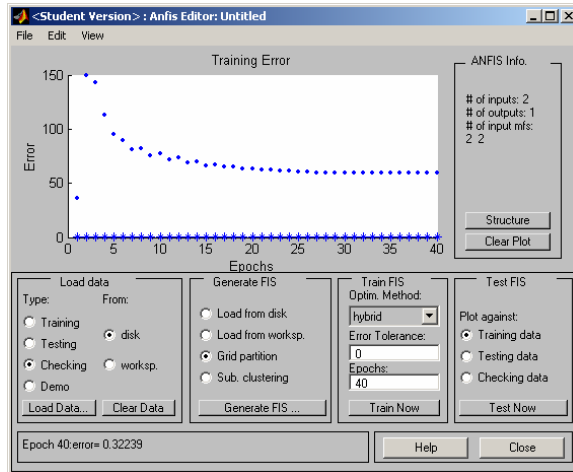 <Student Version> : Anfis Editor: Untitled
File Edit View
Training Error
150
100
50
0
Error
0 5 10 15 20 25 30 35 40
Epochs
ANFIS Info.
# of inputs: 2
# of outputs: 1
# of input mfs:
2 2
Structure
Clear Plot
Load data
Type: From:
Training
Testing
Checking
Demo
disk
worksp.
Load Data... Clear Data
Generate FIS
Load from disk
Load from worksp.
Grid partition
Sub. clustering
Generate FIS ...
Train FIS
Optim. Method:
hybrid
Error Tolerance:
0
Epochs:
40
Train Now
Test FIS
Plot against:
Training data
Testing data
Checking data
Test Now
Epoch 40:error= 0.32239
Help
Close